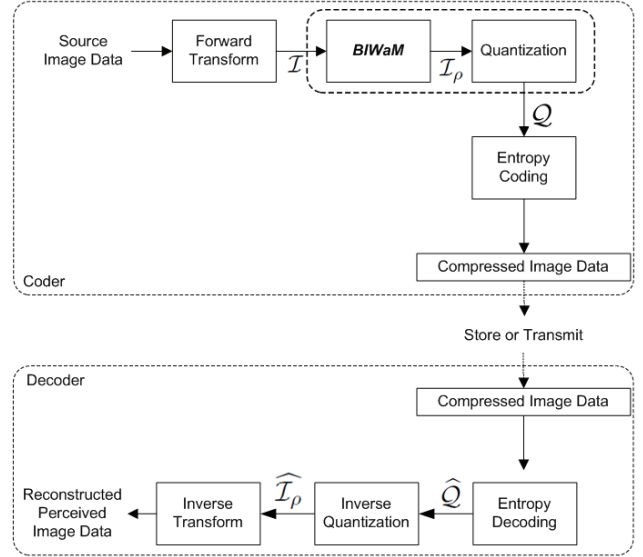 Source
Image Data
Forward
Transform
ℐ
BIWaM
ℐρ
Quantization
𝒬
Entropy
Coding
Compressed Image Data
Coder
Store or Transmit
Decoder
Compressed Image Data
Reconstructed
Perceived
Image Data
Inverse
Transform
ℐρ̂
Inverse
Quantization
𝒬̂
Entropy
Decoding